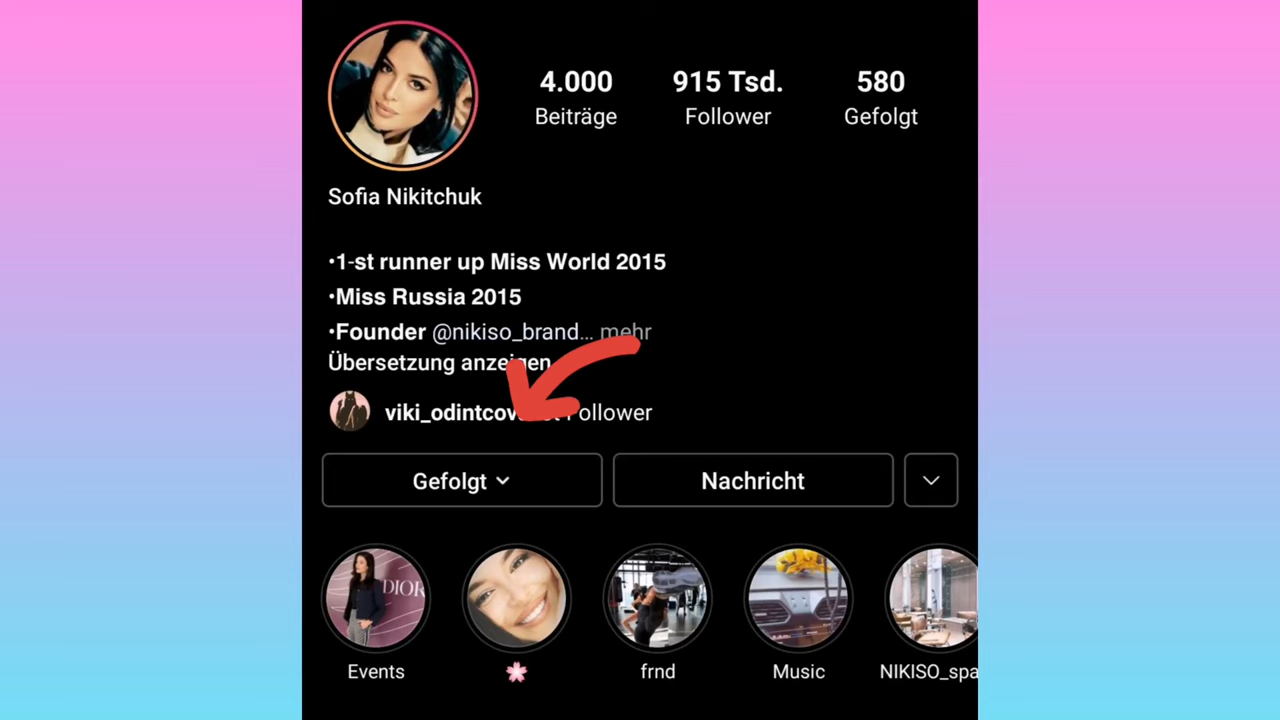 4.000
Beiträge
915 Tsd.
Follower
580
Gefolgt
Sofia Nikitchuk
•1-st runner up Miss World 2015
•Miss Russia 2015
•Founder @nikiso_brand... mehr
Übersetzung anzeigen
Follower
Gefolgt
Nachricht
DIOR
Events
frnd
Music
NIKISO_spa